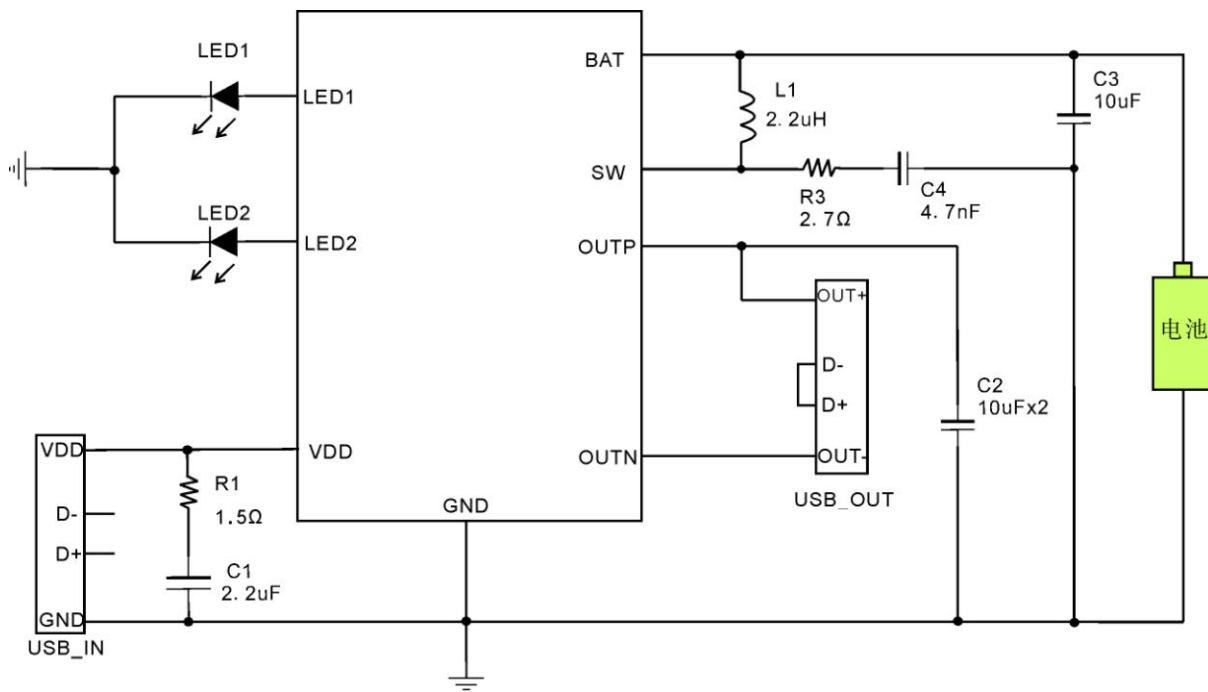 LED1
BAT
LED1
L1
2.2uH
C3
10uF
SW
R3
2.7Ω
C4
4.7nF
LED2
LED2
OUTP
OUT+
电池
D-
D+
C2
10uFx2
VDD
VDD
OUTN
OUT-
R1
1.5Ω
USB_OUT
GND
D-
D+
C1
2.2uF
GND
USB_IN